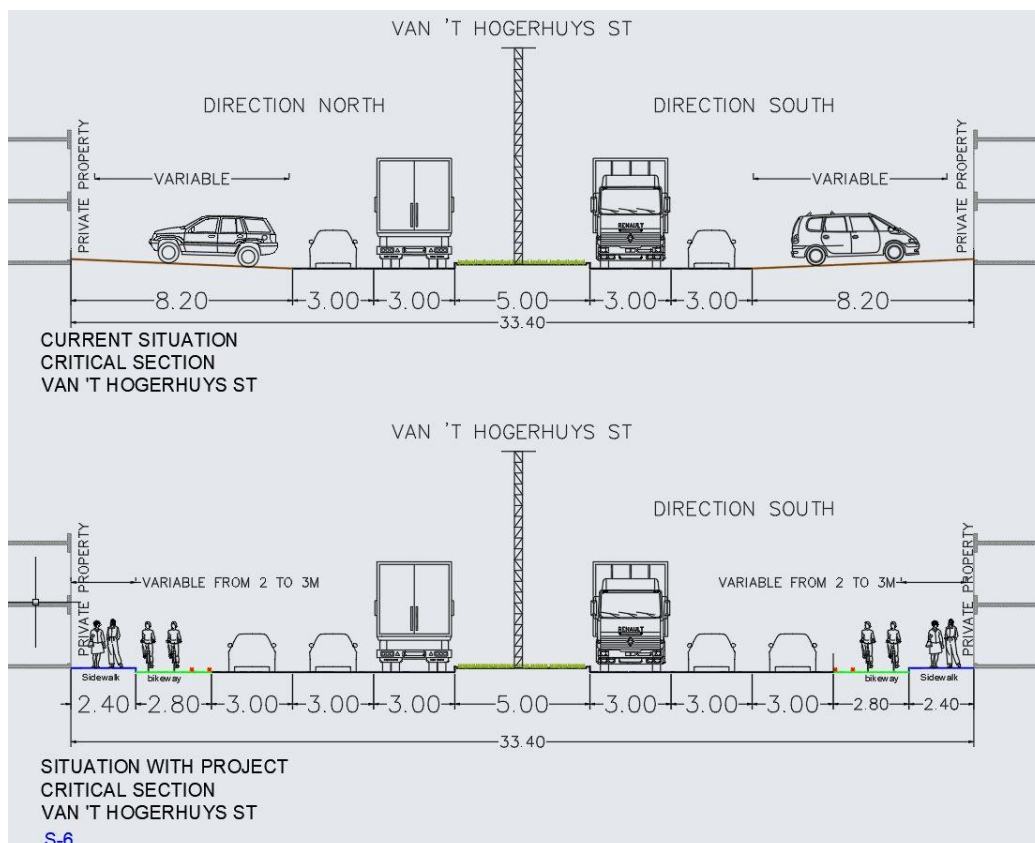 VAN 'T HOGERHUYS ST
DIRECTION NORTH
DIRECTION SOUTH
PRIVATE PROPERTY
VARIABLE
VARIABLE
PRIVATE PROPERTY
RENAULT
8.20
3.00
3.00
5.00
3.00
3.00
8.20
33.40
CURRENT SITUATION
CRITICAL SECTION
VAN 'T HOGERHUYS ST
VAN 'T HOGERHUYS ST
DIRECTION SOUTH
PRIVATE PROPERTY
VARIABLE FROM 2 TO 3M
VARIABLE FROM 2 TO 3M
PRIVATE PROPERTY
RENAULT
Sidewalk
bikeway
bikeway
Sidewalk
2.40
2.80
3.00
3.00
3.00
5.00
3.00
3.00
3.00
2.80
2.40
33.40
SITUATION WITH PROJECT
CRITICAL SECTION
VAN 'T HOGERHUYS ST
S-6